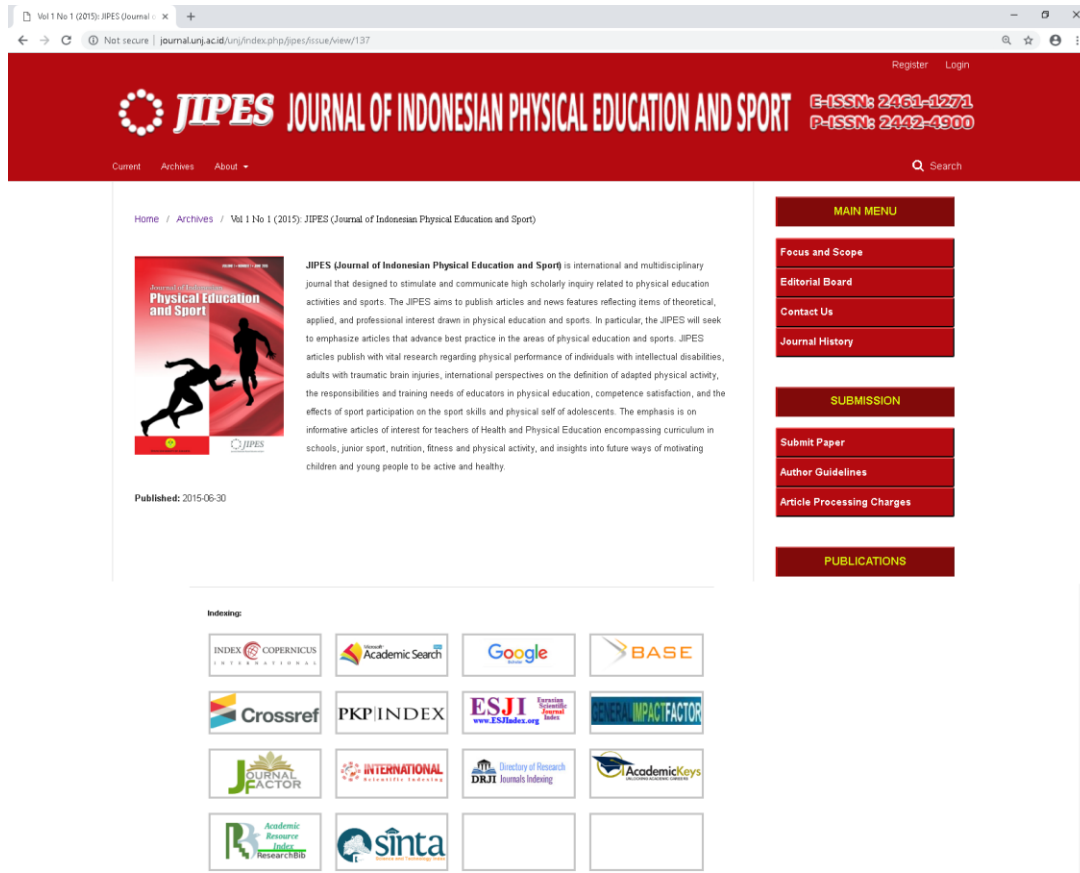 Vol 1 No 1 (2015): JIPES (Journal o
Not secure | journal.unj.ac.id/unj/index.php/jipes/issue/view/137
Register Login
JIPES JOURNAL OF INDONESIAN PHYSICAL EDUCATION AND SPORT
E-ISSN: 2461-1271
P-ISSN: 2442-4900
Current Archives About
Search
Home / Archives / Vol 1 No 1 (2015): JIPES (Journal of Indonesian Physical Education and Sport)
Journal of Indonesian
Physical Education
and Sport
JIPES
JIPES (Journal of Indonesian Physical Education and Sport) is international and multidisciplinary
journal that designed to stimulate and communicate high scholarly inquiry related to physical education
activities and sports. The JIPES aims to publish articles and news features reflecting items of theoretical,
applied, and professional interest drawn in physical education and sports. In particular, the JIPES will seek
to emphasize articles that advance best practice in the areas of physical education and sports. JIPES
articles publish with vital research regarding physical performance of individuals with intellectual disabilities,
adults with traumatic brain injuries, international perspectives on the definition of adapted physical activity,
the responsibilities and training needs of educators in physical education, competence satisfaction, and the
effects of sport participation on the sport skills and physical self of adolescents. The emphasis is on
informative articles of interest for teachers of Health and Physical Education encompassing curriculum in
schools, junior sport, nutrition, fitness and physical activity, and insights into future ways of motivating
children and young people to be active and healthy.
Published: 2015-06-30
MAIN MENU
Focus and Scope
Editorial Board
Contact Us
Journal History
SUBMISSION
Submit Paper
Author Guidelines
Article Processing Charges
PUBLICATIONS
Indexing:
INDEX COPERNICUS
INTERNATIONAL
Microsoft
Academic Search
Google
BASE
Crossref
PKP|INDEX
ESJI Eurasian
Scientific
Journal
Index
www.ESJIndex.org
GENERALIMPACTFACTOR
JOURNAL
FACTOR
INTERNATIONAL
Scientific Indexing
Directory of Research
DRJI Journals Indexing
AcademicKeys
UNLOCKING ACADEMIC CAREERS
Academic
Resource
Index
ResearchBib
sinta
Science and Technology Index